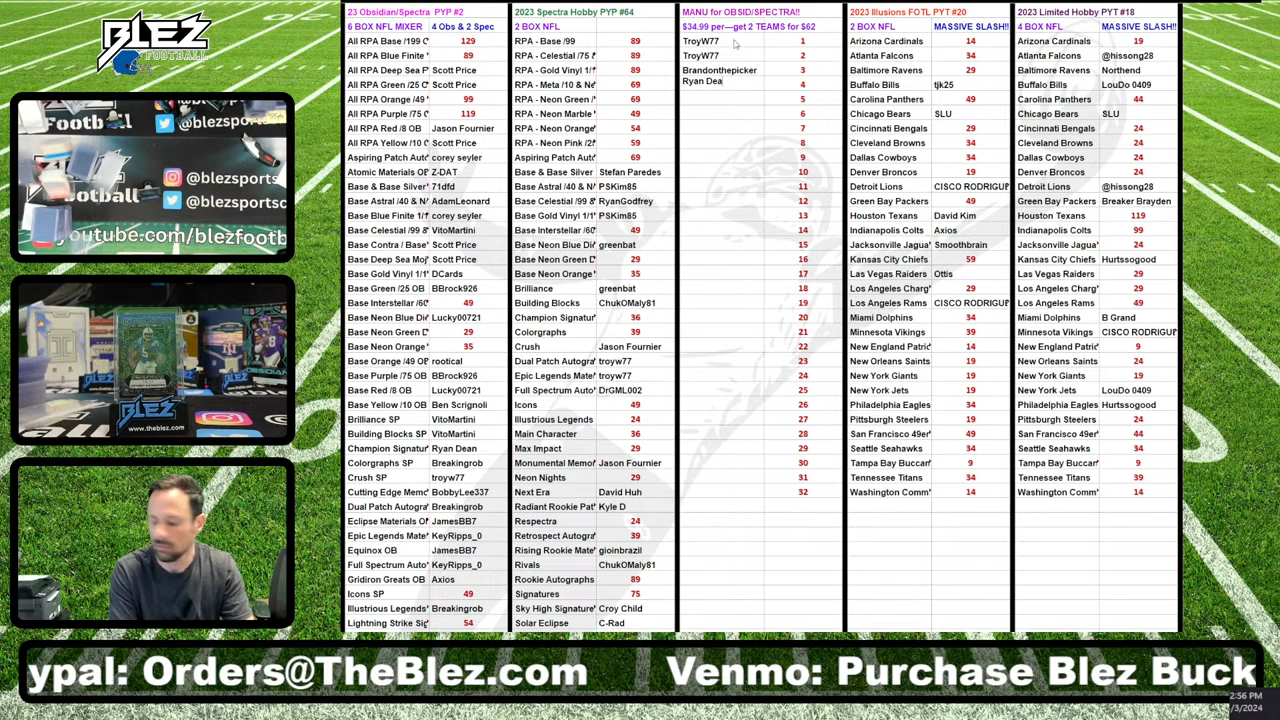 BLEZ
FOOTBALL
Football
@blezsports
@blezsportsc
otball
@blezsportsc
youtube.com/blezfootb
BLEZ
www.theblez.com
OBSIDIAN
23 Obsidian/Spectra PYP #2
6 BOX NFL MIXER 4 Obs & 2 Spec
All RPA Base /199 129
All RPA Blue Finite 89
All RPA Deep Sea Scott Price
All RPA Green /25 Scott Price
All RPA Orange /49 99
All RPA Purple /75 119
All RPA Red /8 OB Jason Fournier
All RPA Yellow /10 Scott Price
Aspiring Patch Aut corey seyler
Atomic Materials OB Z-DAT
Base & Base Silver 71dfd
Base Astral /40 & N AdamLeonard
Base Blue Finite 1/1 corey seyler
Base Celestial /99 & VitoMartini
Base Contra / Base Scott Price
Base Deep Sea Moj Scott Price
Base Gold Vinyl 1/1 DCards
Base Green /25 OB BBrock926
Base Interstellar /60 49
Base Neon Blue Di Lucky00721
Base Neon Green D 29
Base Neon Orange 35
Base Orange /49 OB rootical
Base Purple /75 OB BBrock926
Base Red /8 OB Lucky00721
Base Yellow /10 OB Ben Scrignoli
Brilliance SP VitoMartini
Building Blocks SP VitoMartini
Champion Signatur Ryan Dean
Colorgraphs SP Breakingrob
Crush SP troyw77
Cutting Edge Memo BobbyLee337
Dual Patch Autogra Breakingrob
Eclipse Materials O JamesBB7
Epic Legends Mate KeyRipps_0
Equinox OB JamesBB7
Full Spectrum Auto KeyRipps_0
Gridiron Greats OB Axios
Icons SP 49
Illustrious Legends Breakingrob
Lightning Strike Sig 54
2023 Spectra Hobby PYP #64
2 BOX NFL
RPA - Base /99 89
RPA - Celestial /75 & 89
RPA - Gold Vinyl 1/ 89
RPA - Meta /10 & Ne 69
RPA - Neon Green / 69
RPA - Neon Marble 49
RPA - Neon Orange 54
RPA - Neon Pink /2 59
Aspiring Patch Aut 69
Base & Base Silver Stefan Paredes
Base Astral /40 & N PSKim85
Base Celestial /99 & RyanGodfrey
Base Gold Vinyl 1/1 PSKim85
Base Interstellar /60 49
Base Neon Blue Di greenbat
Base Neon Green D 29
Base Neon Orange 35
Brilliance greenbat
Building Blocks ChukOMaly81
Champion Signatur 36
Colorgraphs 39
Crush Jason Fournier
Dual Patch Autogra troyw77
Epic Legends Mate troyw77
Full Spectrum Auto DrGML002
Icons 49
Illustrious Legends 24
Main Character 36
Max Impact 29
Monumental Memo Jason Fournier
Neon Nights 29
Next Era David Huh
Radiant Rookie Pat Kyle D
Respectra 24
Retrospect Autogra 39
Rising Rookie Mate gioinbrazil
Rivals ChukOMaly81
Rookie Autographs 89
Signatures 75
Sky High Signature Croy Child
Solar Eclipse C-Rad
MANU for OBSID/SPECTRA!!
$34.99 per---get 2 TEAMS for $62
TroyW77 1
TroyW77 2
Brandonthepicker 3
Ryan Dea 4
5
6
7
8
9
10
11
12
13
14
15
16
17
18
19
20
21
22
23
24
25
26
27
28
29
30
31
32
2023 Illusions FOTL PYT #20
2 BOX NFL MASSIVE SLASH!!
Arizona Cardinals 14
Atlanta Falcons 34
Baltimore Ravens 29
Buffalo Bills tjk25
Carolina Panthers 49
Chicago Bears SLU
Cincinnati Bengals 29
Cleveland Browns 34
Dallas Cowboys 34
Denver Broncos 19
Detroit Lions CISCO RODRIGU
Green Bay Packers 49
Houston Texans David Kim
Indianapolis Colts Axios
Jacksonville Jagua Smoothbrain
Kansas City Chiefs 59
Las Vegas Raiders Ottis
Los Angeles Charg 29
Los Angeles Rams CISCO RODRIGU
Miami Dolphins 34
Minnesota Vikings 39
New England Patri 14
New Orleans Saints 19
New York Giants 19
New York Jets 19
Philadelphia Eagles 34
Pittsburgh Steelers 19
San Francisco 49er 49
Seattle Seahawks 34
Tampa Bay Buccar 9
Tennessee Titans 34
Washington Comm 14
2023 Limited Hobby PYT #18
4 BOX NFL MASSIVE SLASH!!
Arizona Cardinals 19
Atlanta Falcons @hissong28
Baltimore Ravens Northend
Buffalo Bills LouDo 0409
Carolina Panthers 44
Chicago Bears SLU
Cincinnati Bengals 24
Cleveland Browns 24
Dallas Cowboys 24
Denver Broncos 24
Detroit Lions @hissong28
Green Bay Packers Breaker Brayden
Houston Texans 119
Indianapolis Colts 99
Jacksonville Jagua 24
Kansas City Chiefs Hurtssogood
Las Vegas Raiders 29
Los Angeles Charg 29
Los Angeles Rams 49
Miami Dolphins B Grand
Minnesota Vikings CISCO RODRIGU
New England Patric 9
New Orleans Saints 24
New York Giants 19
New York Jets LouDo 0409
Philadelphia Eagles Hurtssogood
Pittsburgh Steelers 24
San Francisco 49er 44
Seattle Seahawks 34
Tampa Bay Buccar 9
Tennessee Titans 39
Washington Comm 14
ypal: Orders@TheBlez.com Venmo: Purchase Blez Buck
2:56 PM
/3/2024